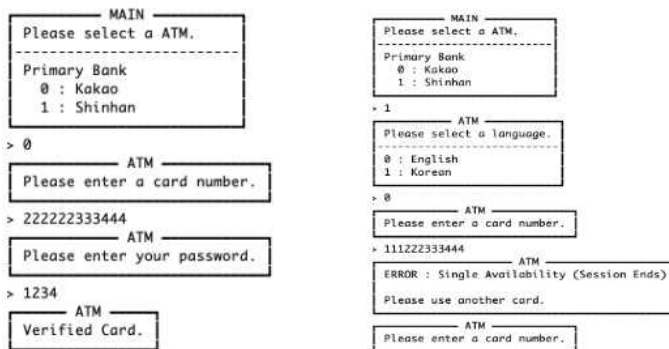 MAIN
Please select a ATM.
Primary Bank
0 : Kakao
1 : Shinhan
> 0
ATM
Please enter a card number.
> 222222333444
ATM
Please enter your password.
> 1234
ATM
Verified Card.
MAIN
Please select a ATM.
Primary Bank
0 : Kakao
1 : Shinhan
> 1
ATM
Please select a language.
0 : English
1 : Korean
> 0
ATM
Please enter a card number.
> 111222333444
ATM
ERROR : Single Availability (Session Ends)
Please use another card.
ATM
Please enter a card number.